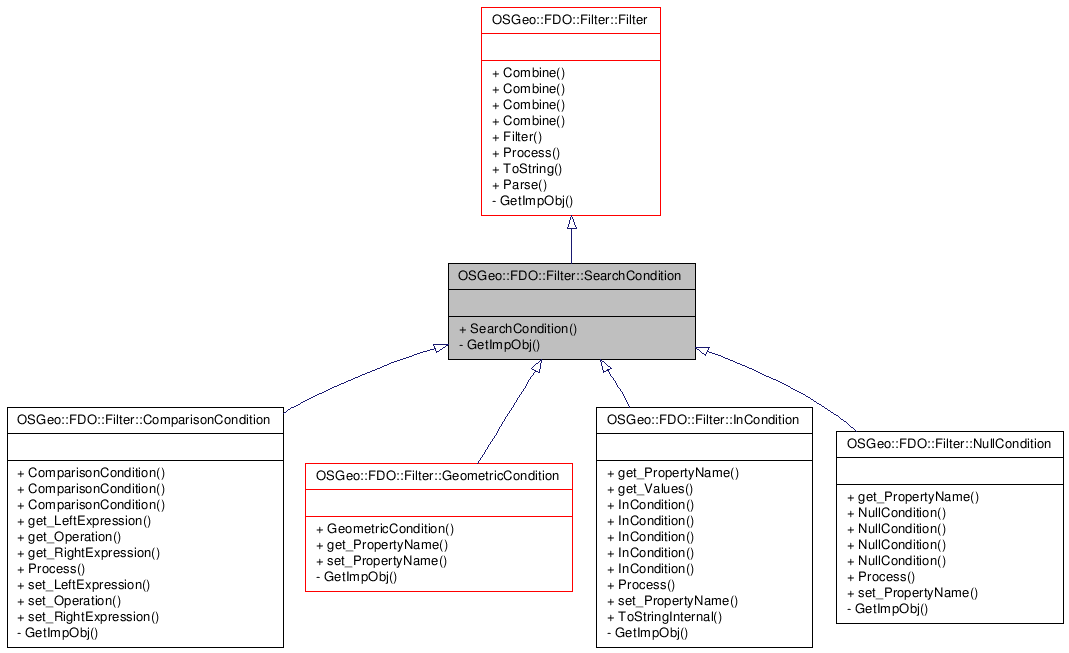 OSGeo::FDO::Filter::Filter
+ Combine()
+ Combine()
+ Combine()
+ Combine()
+ Filter()
+ Process()
+ ToString()
+ Parse()
- GetImpObj()
OSGeo::FDO::Filter::SearchCondition
+ SearchCondition()
- GetImpObj()
OSGeo::FDO::Filter::ComparisonCondition
+ ComparisonCondition()
+ ComparisonCondition()
+ ComparisonCondition()
+ get_LeftExpression()
+ get_Operation()
+ get_RightExpression()
+ Process()
+ set_LeftExpression()
+ set_Operation()
+ set_RightExpression()
- GetImpObj()
OSGeo::FDO::Filter::GeometricCondition
+ GeometricCondition()
+ get_PropertyName()
+ set_PropertyName()
- GetImpObj()
OSGeo::FDO::Filter::InCondition
+ get_PropertyName()
+ get_Values()
+ InCondition()
+ InCondition()
+ InCondition()
+ InCondition()
+ InCondition()
+ Process()
+ set_PropertyName()
+ ToStringInternal()
- GetImpObj()
OSGeo::FDO::Filter::NullCondition
+ get_PropertyName()
+ NullCondition()
+ NullCondition()
+ NullCondition()
+ NullCondition()
+ Process()
+ set_PropertyName()
- GetImpObj()